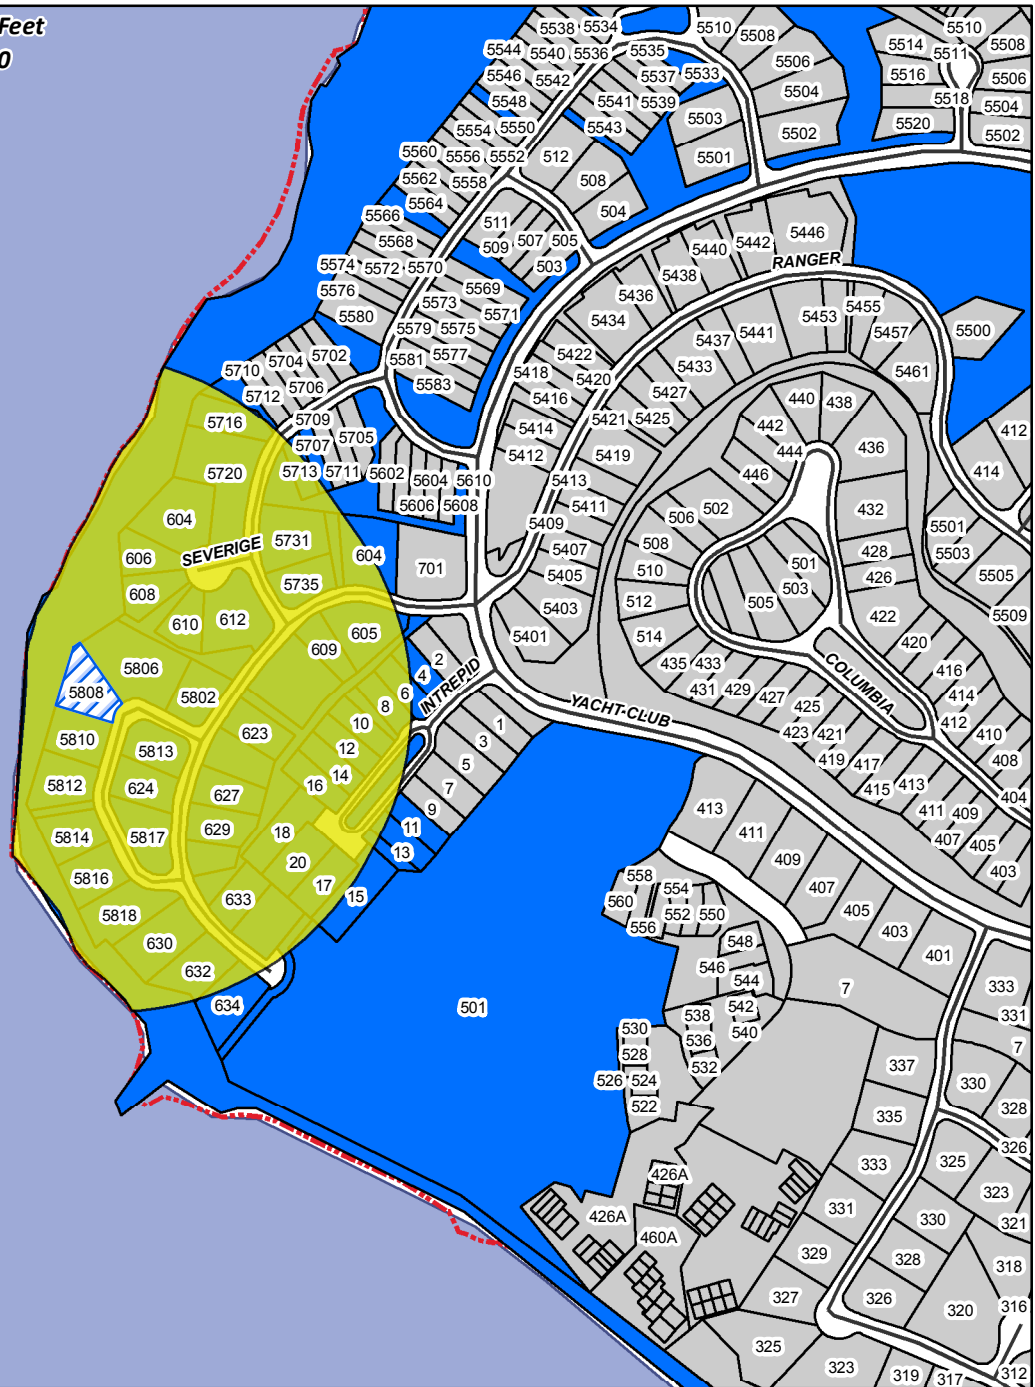 Feet
0
5538 5534 5510 5508 5510
5544 5540 5536 5535 5514 5511 5508
5546 5542 5537 5533 5506 5516 5506
5548 5541 5539 5504 5518 5504
5554 5550 5543 5503 5502 5520 5502
5560 5556 5552 512 5501
5562 5558 508
5564 504
5566 511 507 505 5440 5442 5446
5568 509 503 5438 RANGER
5574 5572 5570 5569 5436
5576 5573 5571 5434 5453 5455
5580 5579 5575 5437 5441 5457 5500
5702 5581 5577 5422 5433 5461
5710 5704 5706 5583 5418 5420 5427
5712 5709 5416 5421 5425 440 438
5716 5707 5705 5414 5419 442 436 412
5720 5713 5711 5602 5604 5610 5412 5413 444 446 414
604 5606 5608 5411 506 502 432
606 SEVERIGE 5731 604 5409 508 5501
608 5735 701 5407 510 501 428 5503
610 612 5405 512 505 503 426 5505
609 605 5403 514 422 5509
5806 2 5401 435 433 420
5808 5802 6 4 INTREPID 431 429 427 COLUMBIA 416
5810 5813 623 10 8 1 YACHT CLUB 425 414
12 3 423 421 412 410
5812 624 627 16 14 5 419 417 408
5814 5817 629 18 7 413 415 413 404
5816 20 9 411 411 409
5818 633 17 11 409 407 405
630 15 13 407 403
632 558 554 405
634 560 552 550 403
556 548 401
546 544 7 333
501 538 542 331
530 536 540 7
528 532 337 330
526 524 335 328
522 326
426A 333 325 323
426A 331 330 321
460A 329 328 318
327 326 320 316
325 323 319 317 312